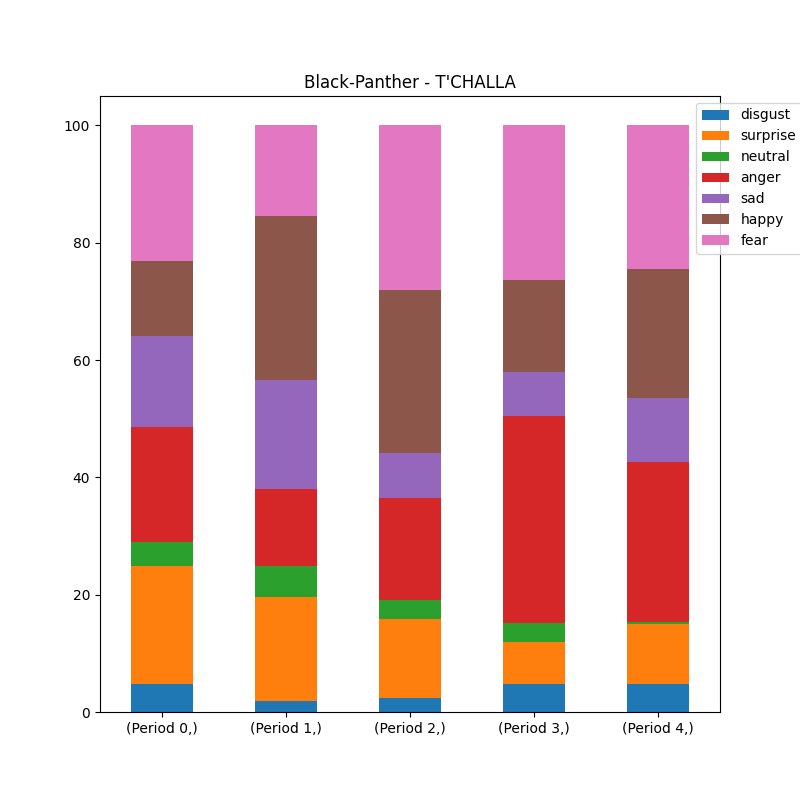 Black-Panther - T'CHALLA
100
80
60
40
20
0
disgust
surprise
neutral
anger
sad
happy
fear
(Period 0,) (Period 1,) (Period 2,) (Period 3,) (Period 4,)